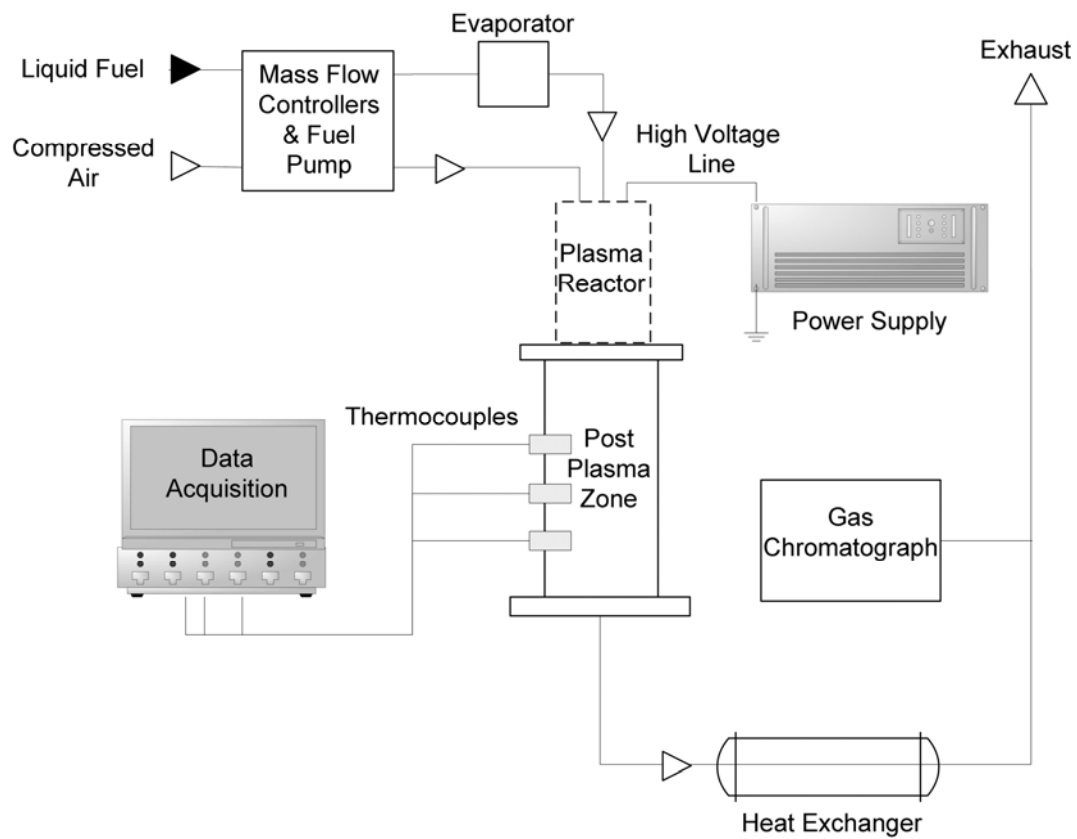 Evaporator
Exhaust
Liquid Fuel
Mass Flow
Controllers
& Fuel
Pump
Compressed
Air
High Voltage
Line
Plasma
Reactor
Power Supply
Thermocouples
Data
Acquisition
Post
Plasma
Zone
Gas
Chromatograph
Heat Exchanger